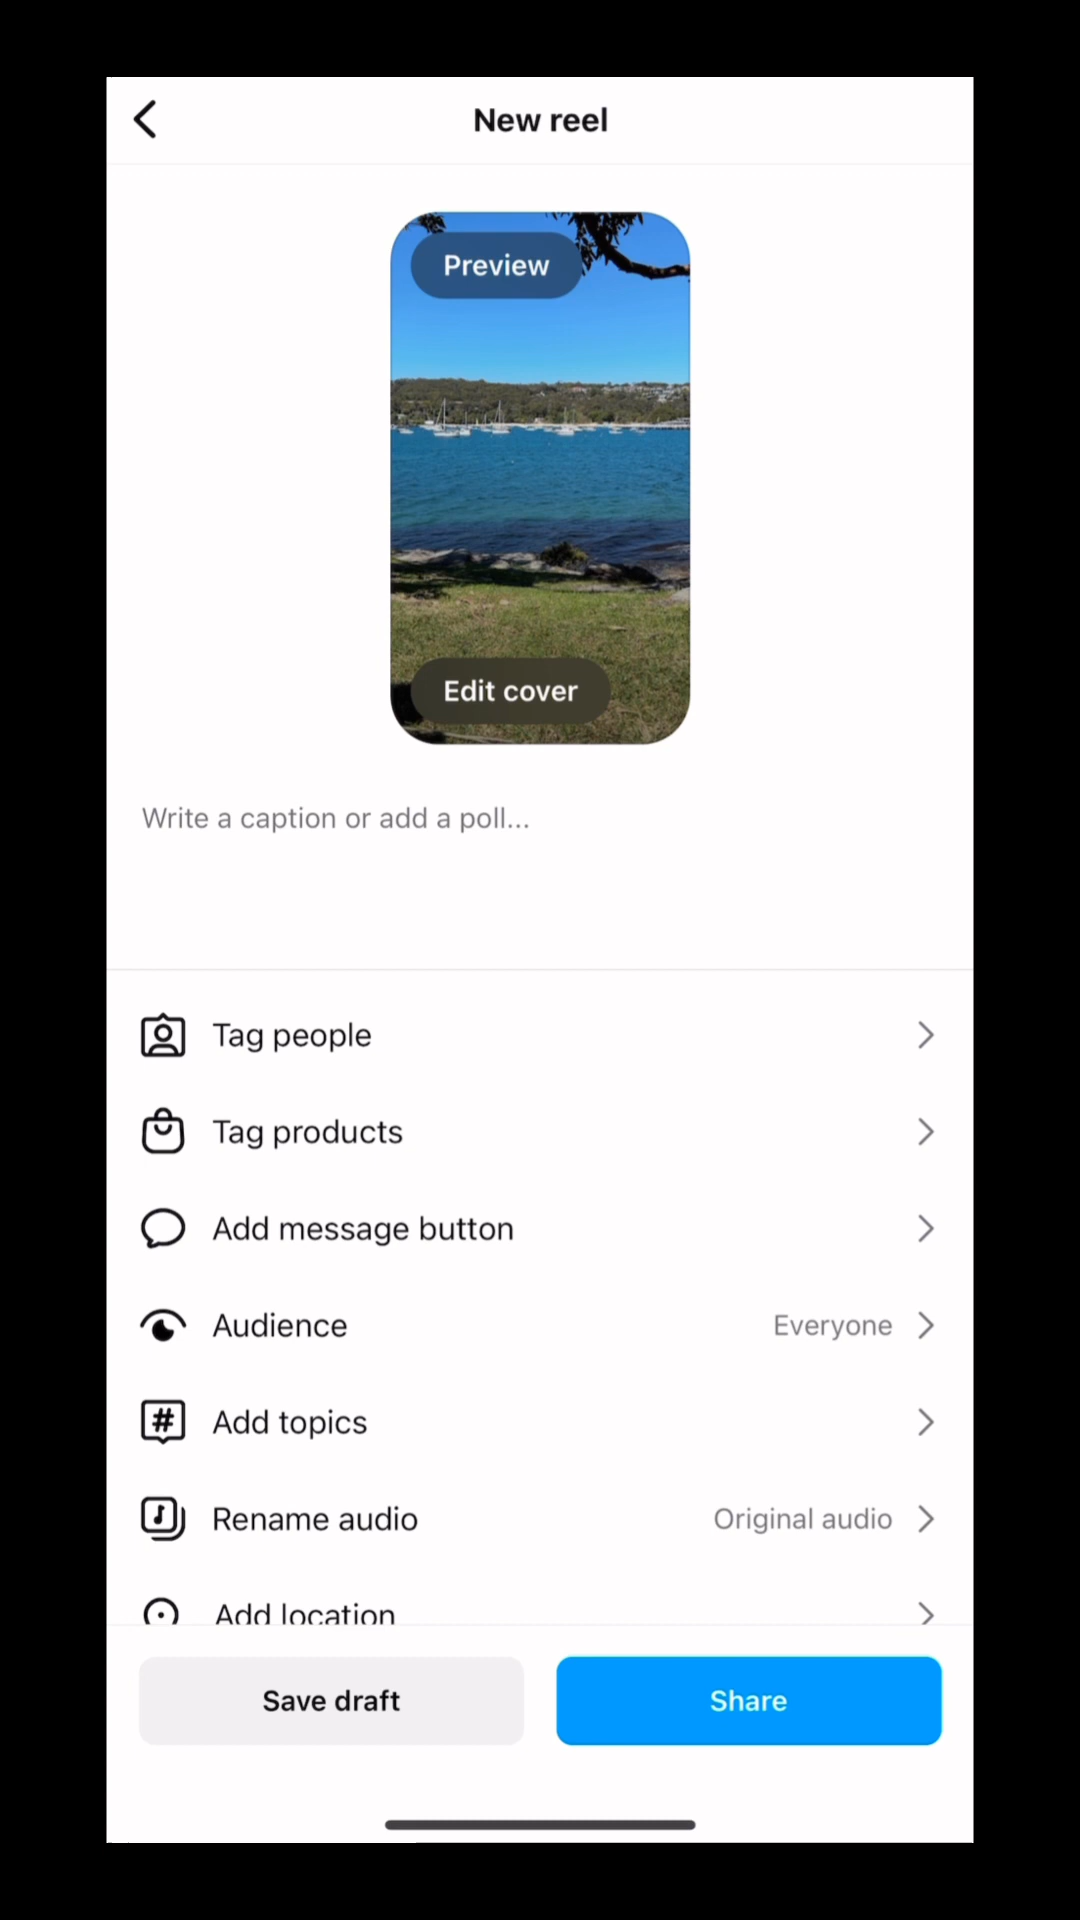 New reel
Preview
Edit cover
Write a caption or add a poll...
Tag people
Tag products
Add message button
Audience
Everyone
Add topics
Rename audio
Original audio
Add location
Save draft
Share